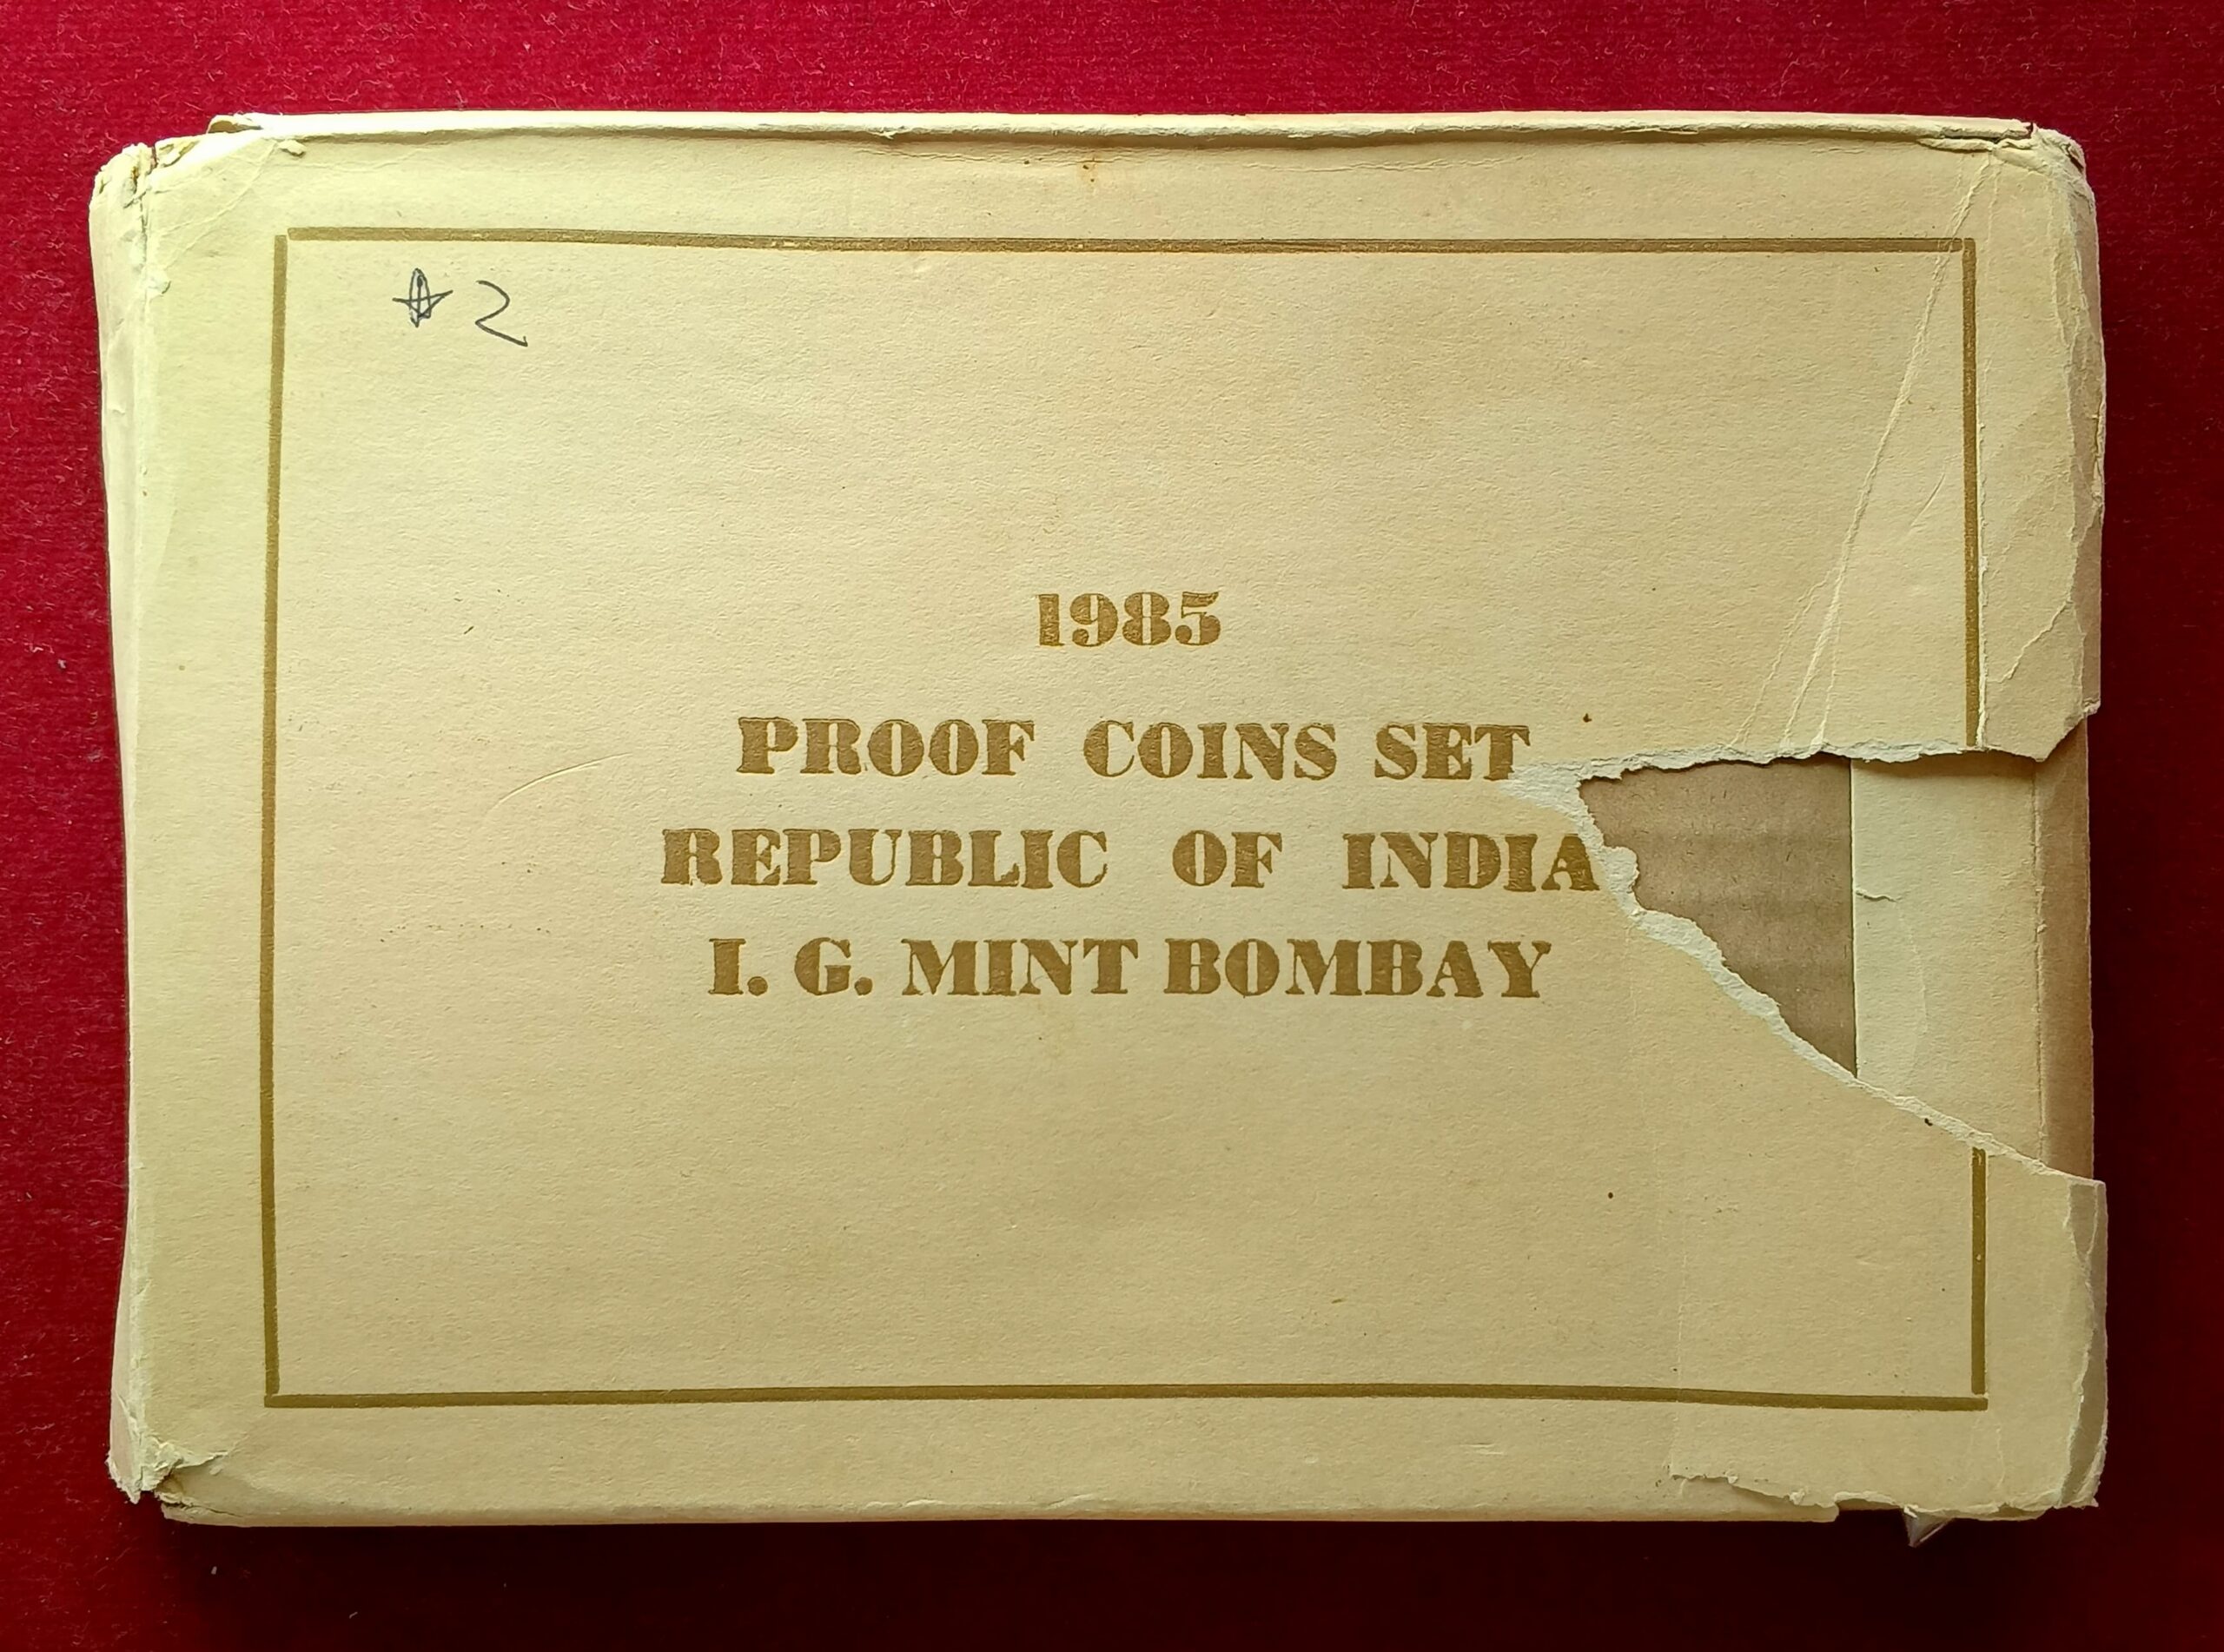 ☆ 2
1985
PROOF COINS SET
REPUBLIC OF INDIA
I. G. MINT BOMBAY